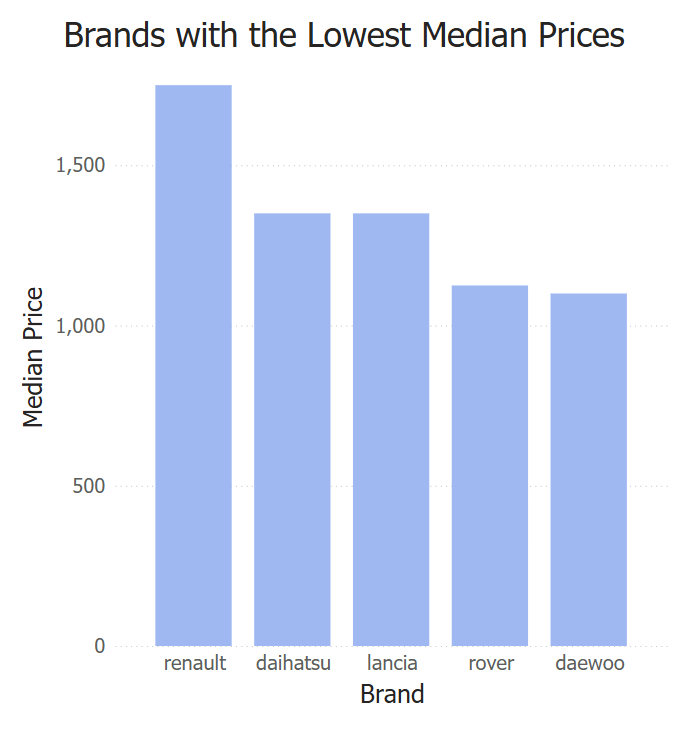 Brands with the Lowest Median Prices
Median Price
1,500
1,000
500
0
renault daihatsu lancia rover daewoo
Brand